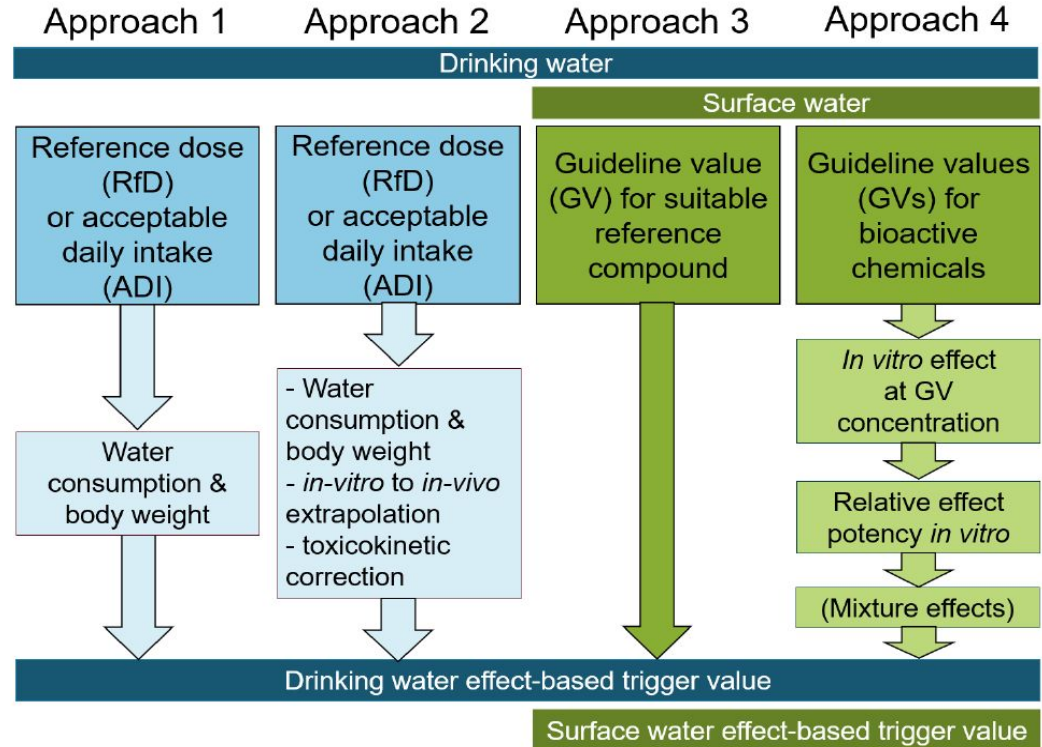 Approach 1
Approach 2
Approach 3
Approach 4
Drinking water
Surface water
Reference dose
(RfD)
or acceptable
daily intake
(ADI)
Reference dose
(RfD)
or acceptable
daily intake
(ADI)
Guideline value
(GV) for suitable
reference
compound
Guideline values
(GVs) for
bioactive
chemicals
Water
consumption &
body weight
- Water
consumption &
body weight
- in-vitro to in-vivo
extrapolation
- toxicokinetic
correction
In vitro effect
at GV
concentration
Relative effect
potency in vitro
(Mixture effects)
Drinking water effect-based trigger value
Surface water effect-based trigger value